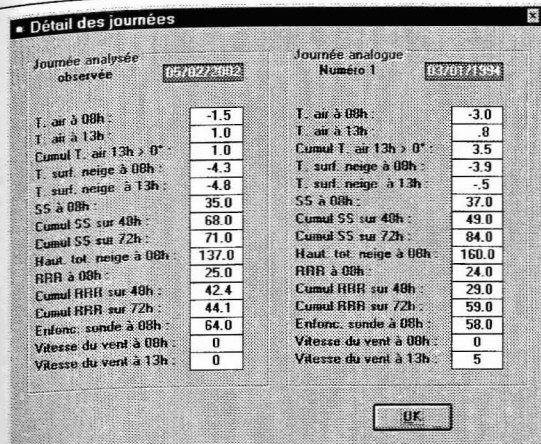 Détail des journées
Journée analysée
observée
05/02/2002
T. air à 08h : -1.5
T. air à 13h : 1.0
Cumul T. air 13h > 0° : 1.0
T. surf. neige à 08h : -4.3
T. surf. neige à 13h : -4.8
SS à 08h : 35.0
Cumul SS sur 48h : 68.0
Cumul SS sur 72h : 71.0
Haut. tot. neige à 08h : 137.0
RRR à 08h : 25.0
Cumul RRR sur 48h : 42.4
Cumul RRR sur 72h : 44.1
Enfonc. sonde à 08h : 64.0
Vitesse du vent à 08h : 0
Vitesse du vent à 13h : 0
Journée analogue
Numéro 1
03/01/1994
T. air à 08h : -3.0
T. air à 13h : .8
Cumul T. air 13h > 0° : 3.5
T. surf. neige à 08h : -3.9
T. surf. neige à 13h : -.5
SS à 08h : 37.0
Cumul SS sur 48h : 49.0
Cumul SS sur 72h : 84.0
Haut. tot. neige à 08h : 160.0
RRR à 08h : 24.0
Cumul RRR sur 48h : 29.0
Cumul RRR sur 72h : 59.0
Enfonc. sonde à 08h : 58.0
Vitesse du vent à 08h : 0
Vitesse du vent à 13h : 5
OK